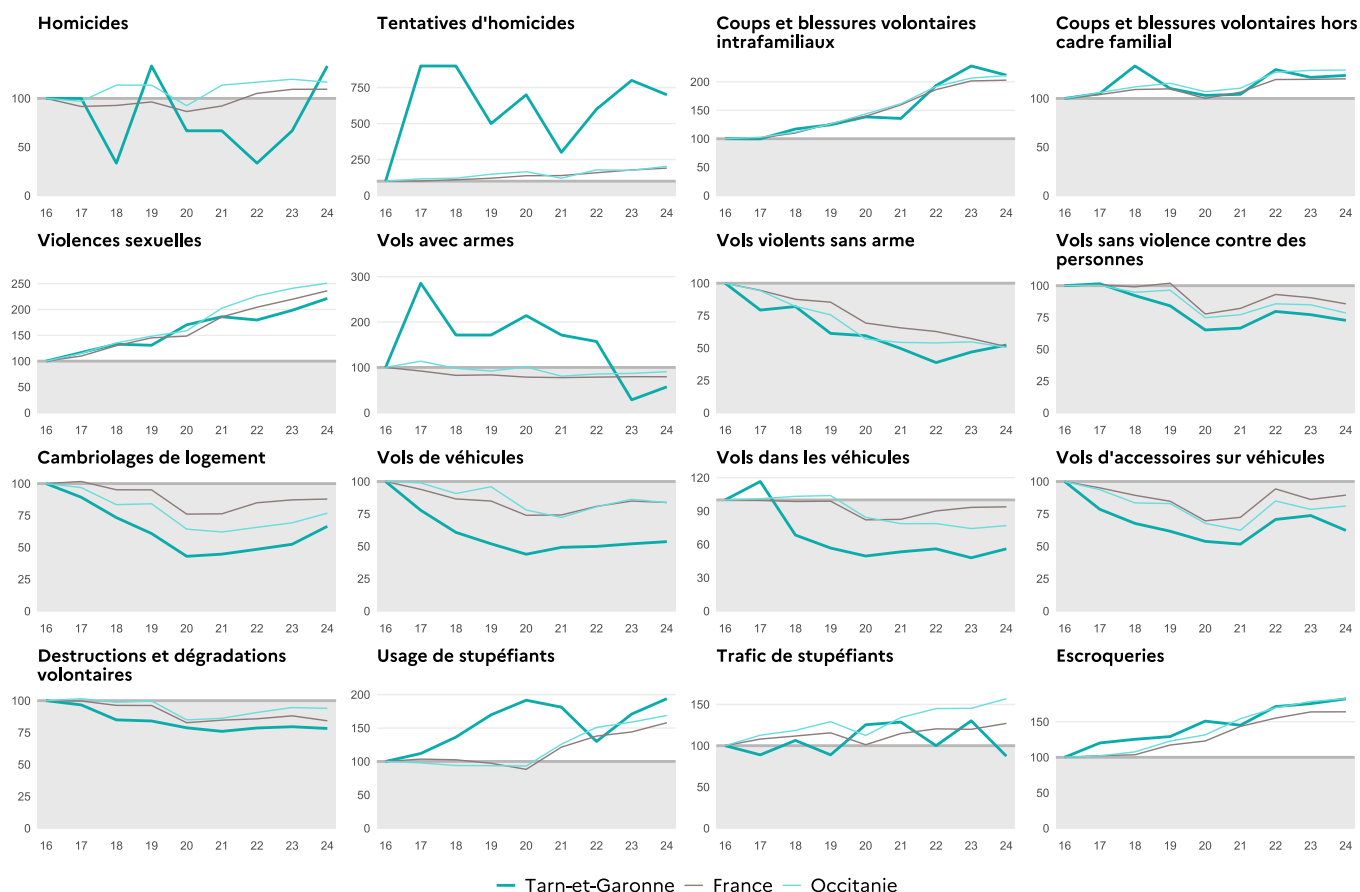 Homicides
100
50
0
16 17 18 19 20 21 22 23 24
Tentatives d'homicides
750
500
250
0
16 17 18 19 20 21 22 23 24
Coups et blessures volontaires
intrafamiliaux
200
150
100
50
0
16 17 18 19 20 21 22 23 24
Coups et blessures volontaires hors
cadre familial
100
50
0
16 17 18 19 20 21 22 23 24
Violences sexuelles
250
200
150
100
50
0
16 17 18 19 20 21 22 23 24
Vols avec armes
300
200
100
0
16 17 18 19 20 21 22 23 24
Vols violents sans arme
100
75
50
25
0
16 17 18 19 20 21 22 23 24
Vols sans violence contre des
personnes
100
75
50
25
0
16 17 18 19 20 21 22 23 24
Cambriolages de logement
100
75
50
25
0
16 17 18 19 20 21 22 23 24
Vols de véhicules
100
75
50
25
0
16 17 18 19 20 21 22 23 24
Vols dans les véhicules
120
90
60
30
0
16 17 18 19 20 21 22 23 24
Vols d'accessoires sur véhicules
100
75
50
25
0
16 17 18 19 20 21 22 23 24
Destructions et dégradations
volontaires
100
75
50
25
0
16 17 18 19 20 21 22 23 24
Usage de stupéfiants
200
150
100
50
0
16 17 18 19 20 21 22 23 24
Trafic de stupéfiants
150
100
50
0
16 17 18 19 20 21 22 23 24
Escroqueries
150
100
50
0
16 17 18 19 20 21 22 23 24
Tarn-et-Garonne France Occitanie